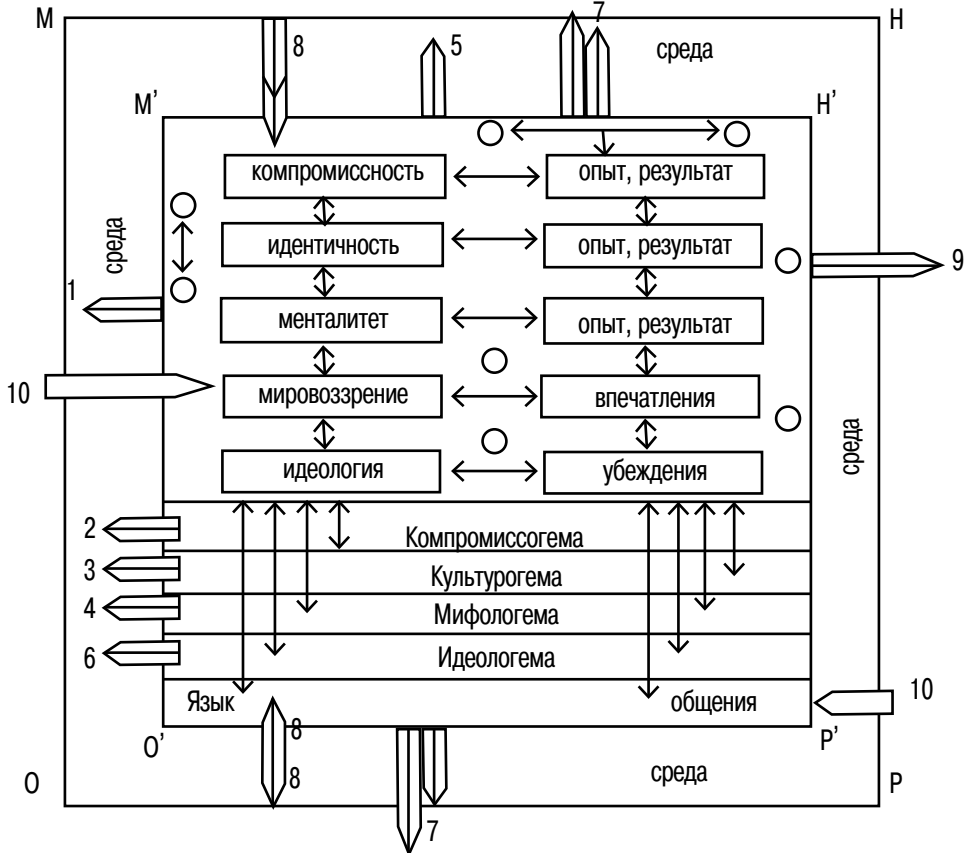 М
8
5
7
Н
среда
М'
Н'
компромиссность
опыт, результат
среда
идентичность
опыт, результат
9
1
менталитет
опыт, результат
10
мировоззрение
впечатления
среда
идеология
убеждения
2
Компромиссогема
3
Культурогема
4
Мифологема
6
Идеологема
Язык
общения
10
О'
8
Р'
О
8
среда
Р
7